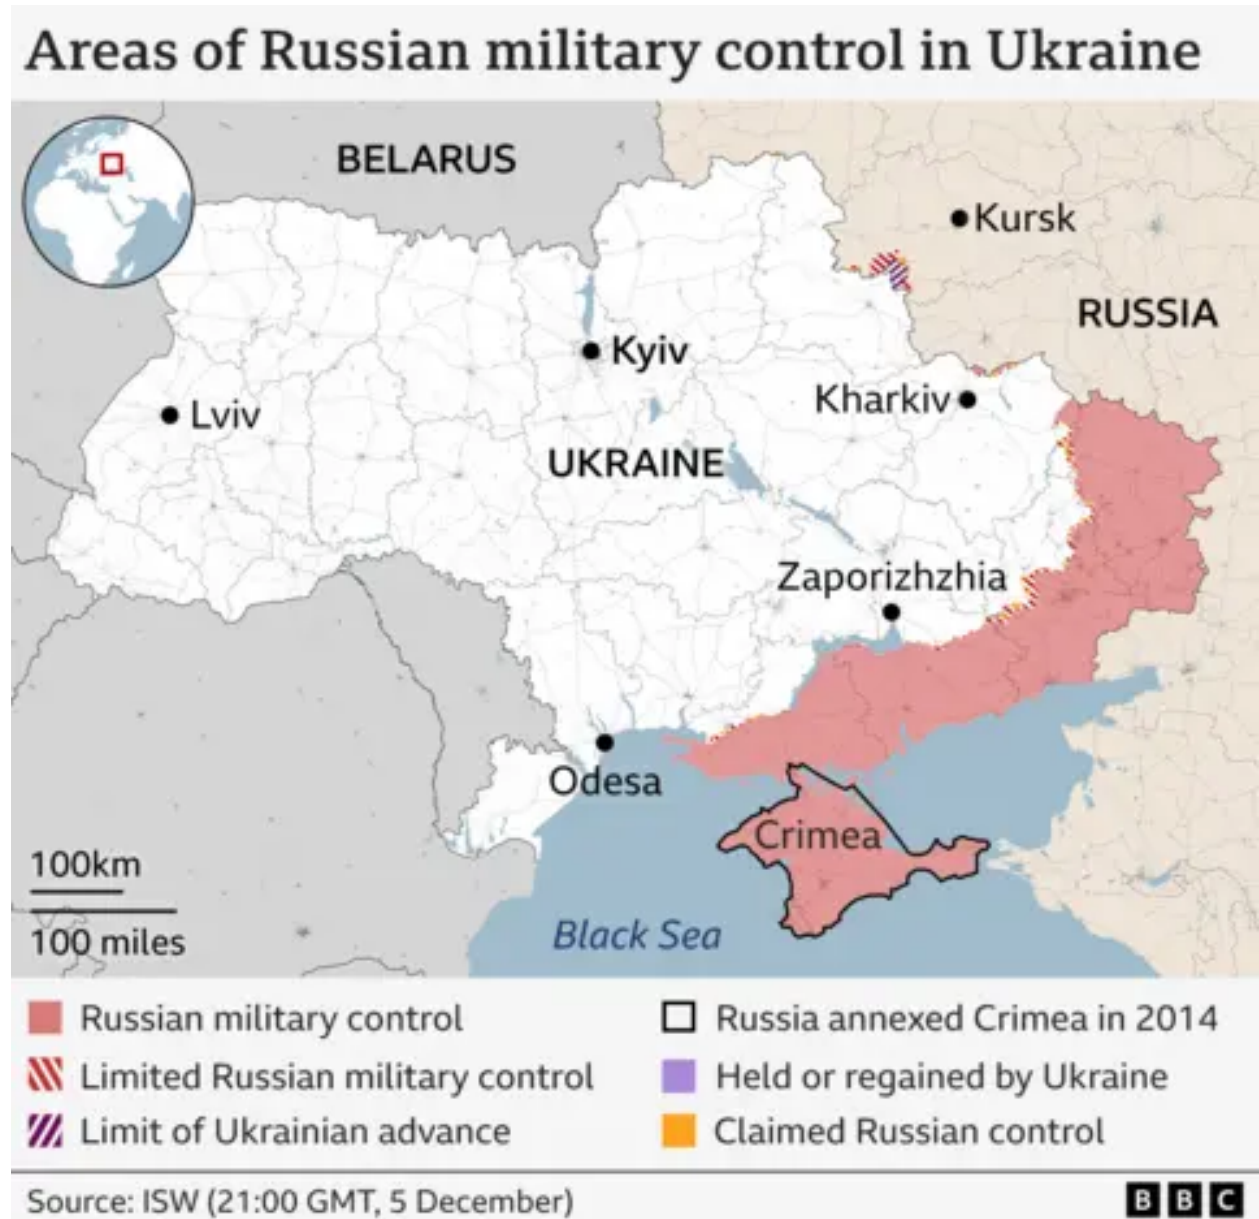 Areas of Russian military control in Ukraine
BELARUS
Kursk
RUSSIA
Kyiv
Kharkiv
Lviv
UKRAINE
Zaporizhzhia
Odesa
Crimea
100km
100 miles
Black Sea
Russian military control
Russia annexed Crimea in 2014
Limited Russian military control
Held or regained by Ukraine
Limit of Ukrainian advance
Claimed Russian control
Source: ISW (21:00 GMT, 5 December)
BBC